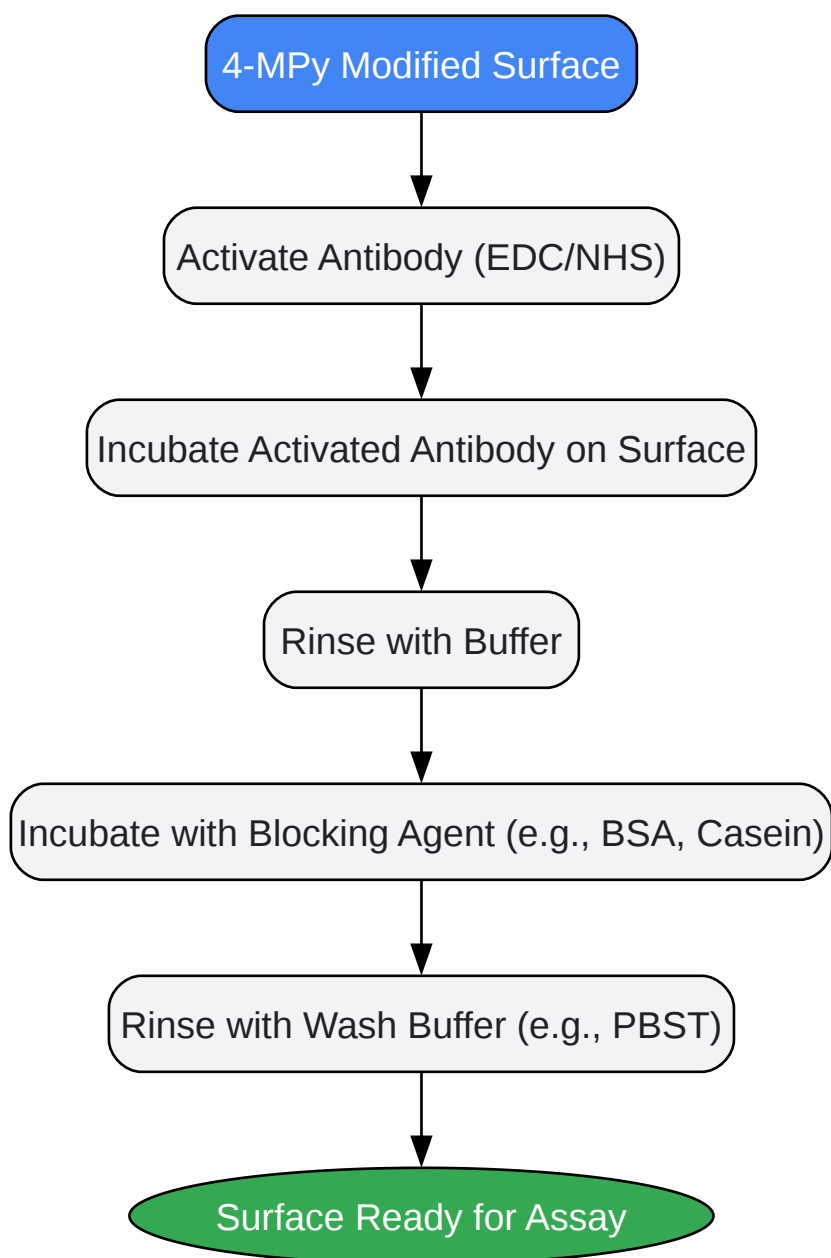 4-MPy Modified Surface
Activate Antibody (EDC/NHS)
Incubate Activated Antibody on Surface
Rinse with Buffer
Incubate with Blocking Agent (e.g., BSA, Casein)
Rinse with Wash Buffer (e.g., PBST)
Surface Ready for Assay